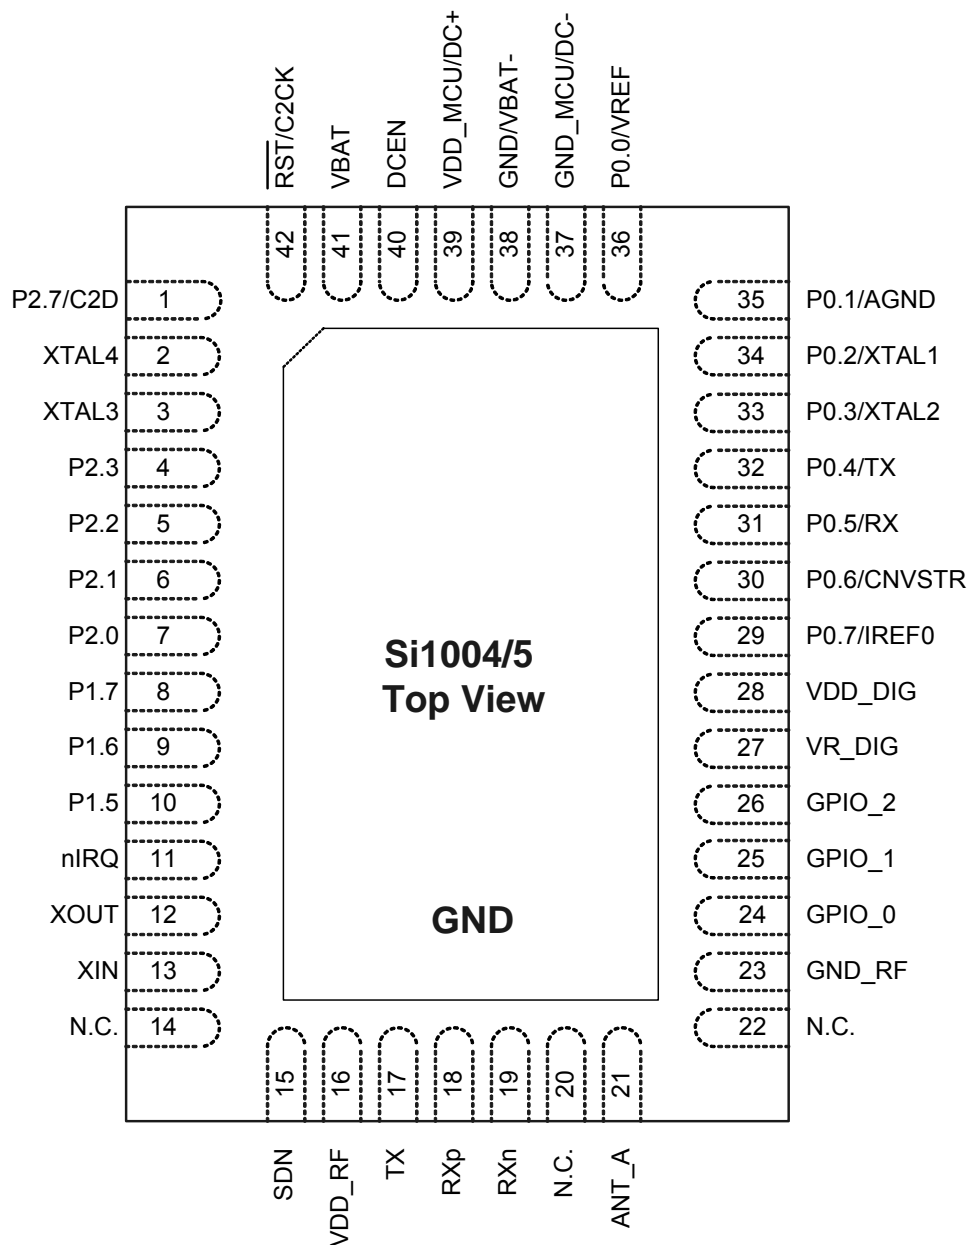 RST/C2CK
VBAT
DCEN
VDD_MCU/DC+
GND/VBAT-
GND_MCU/DC-
P0.0/VREF
42
41
40
39
38
37
36
P2.7/C2D 1
XTAL4 2
XTAL3 3
P2.3 4
P2.2 5
P2.1 6
P2.0 7
P1.7 8
P1.6 9
P1.5 10
nIRQ 11
XOUT 12
XIN 13
N.C. 14
Si1004/5
Top View
GND
35 P0.1/AGND
34 P0.2/XTAL1
33 P0.3/XTAL2
32 P0.4/TX
31 P0.5/RX
30 P0.6/CNVSTR
29 P0.7/IREF0
28 VDD_DIG
27 VR_DIG
26 GPIO_2
25 GPIO_1
24 GPIO_0
23 GND_RF
22 N.C.
15
16
17
18
19
20
21
SDN
VDD_RF
TX
RXp
RXn
N.C.
ANT_A